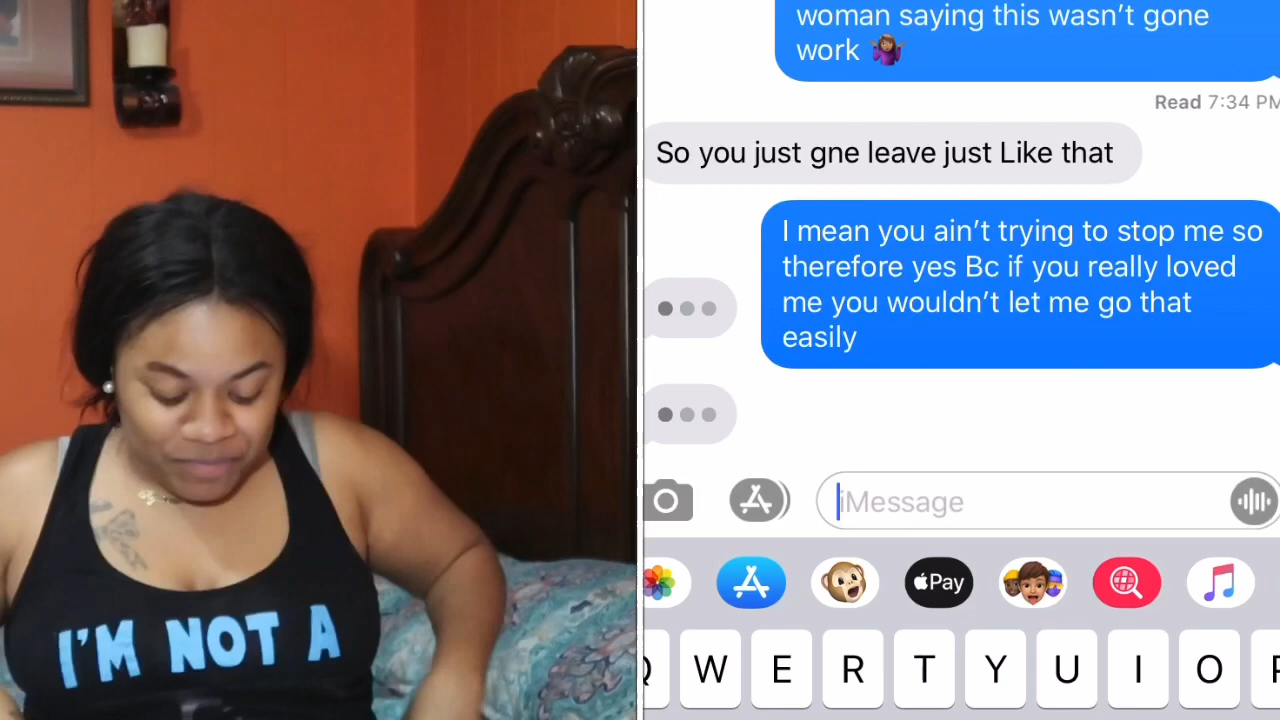 I'M NOT A
woman saying this wasn't gone
work 🤷🏽‍♀️
Read 7:34 PM
So you just gne leave just Like that
I mean you ain't trying to stop me so
therefore yes Bc if you really loved
me you wouldn't let me go that
easily
iMessage
Pay
Q W E R T Y U I O P